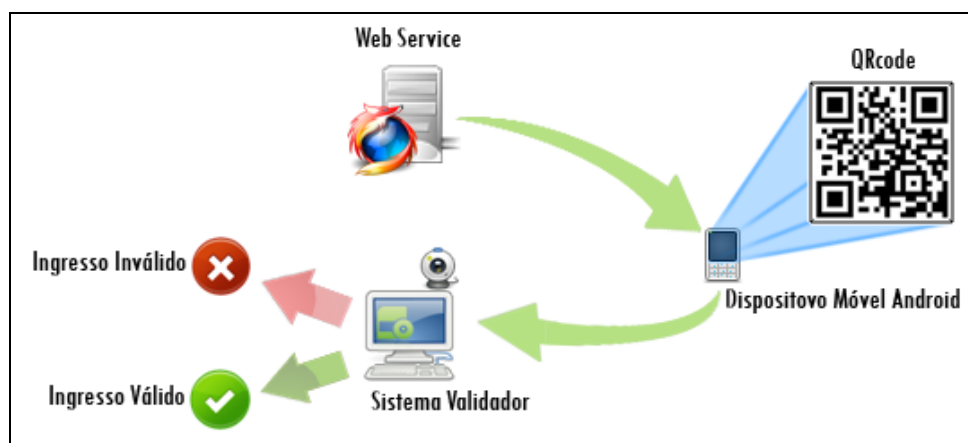 Web Service
QRcode
Ingresso Inválido
Dispositovo Móvel Android
Ingresso Válido
Sistema Validador